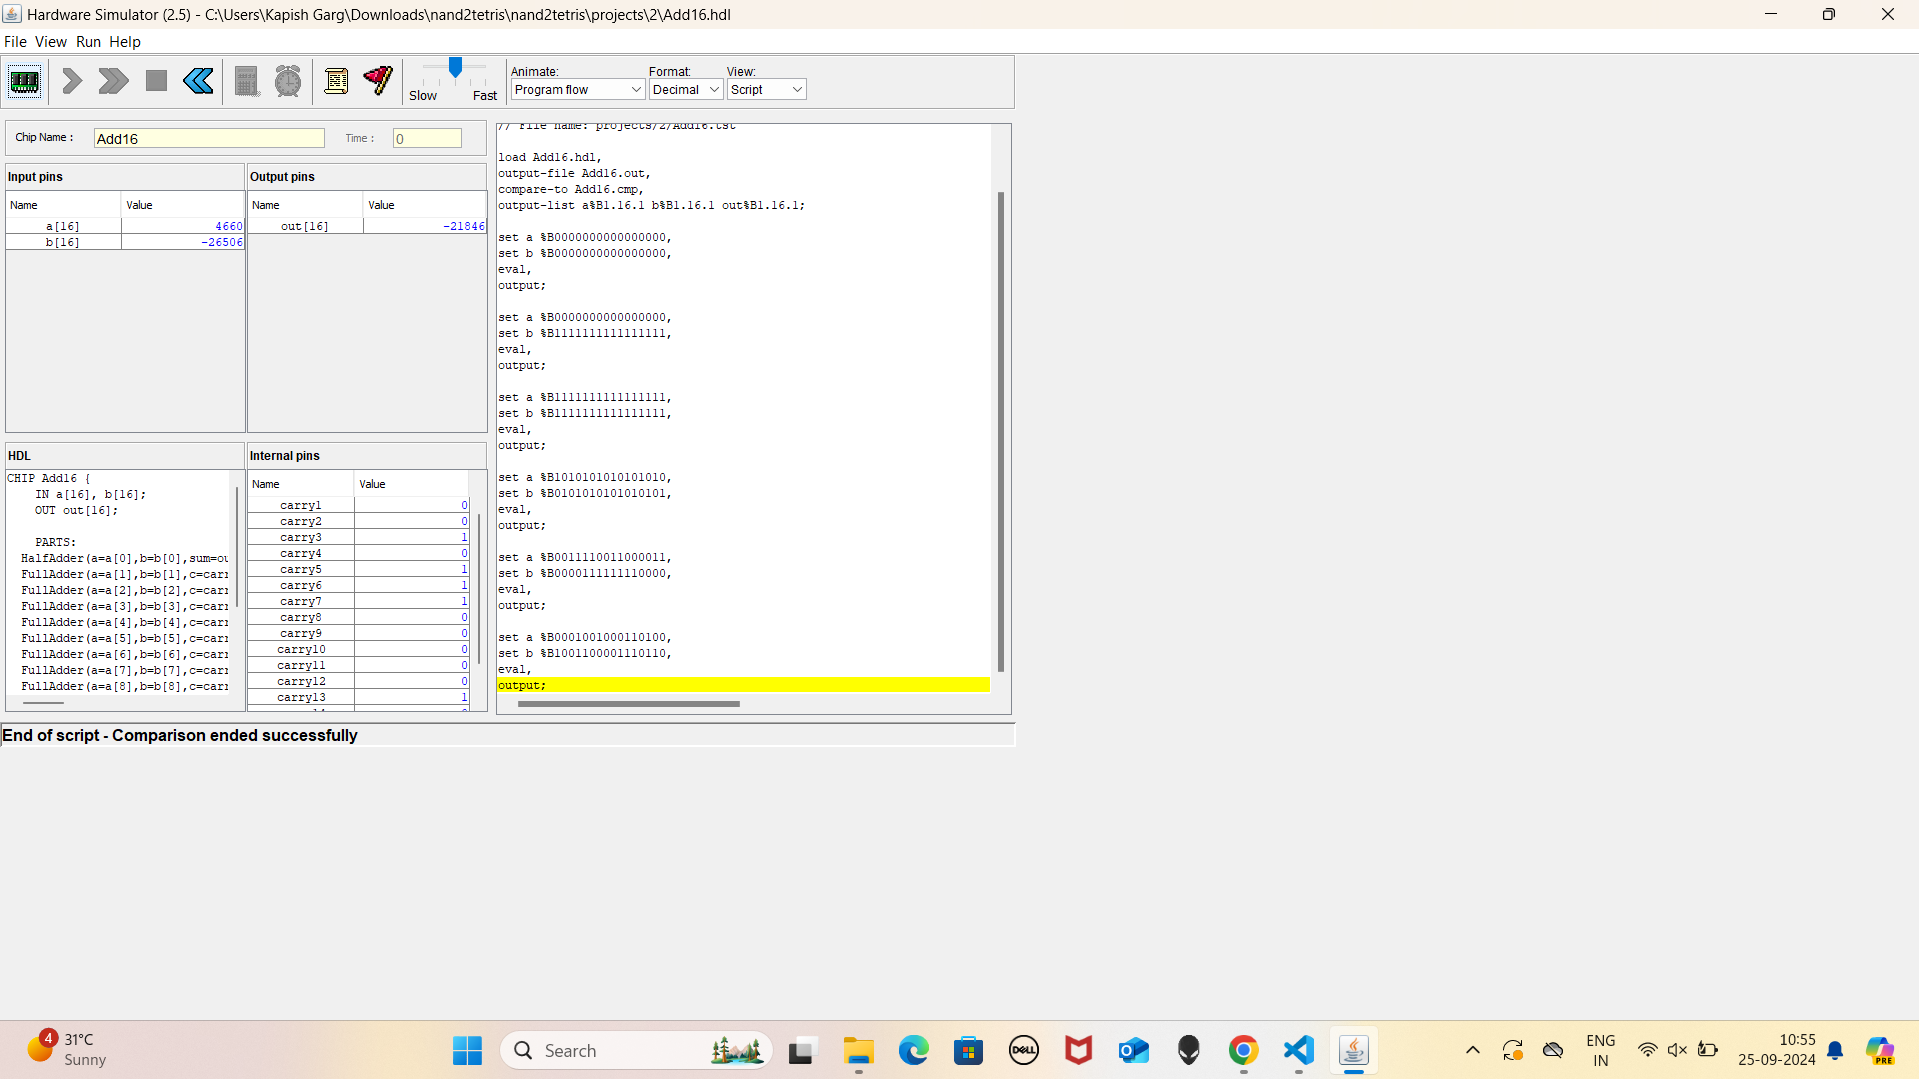 Hardware Simulator (2.5) - C:\Users\Kapish Garg\Downloads\nand2tetris\nand2tetris\projects\2\Add16.hdl
File View Run Help
Slow Fast
Animate:
Program flow
Format:
Decimal
View:
Script
Chip Name :
Add16
Time :
0
Input pins
Name Value
a[16] 4660
b[16] -26506
Output pins
Name Value
out[16] -21846
HDL
CHIP Add16 {
IN a[16], b[16];
OUT out[16];
PARTS:
HalfAdder(a=a[0],b=b[0],sum=ou
FullAdder(a=a[1],b=b[1],c=carr
FullAdder(a=a[2],b=b[2],c=carr
FullAdder(a=a[3],b=b[3],c=carr
FullAdder(a=a[4],b=b[4],c=carr
FullAdder(a=a[5],b=b[5],c=carr
FullAdder(a=a[6],b=b[6],c=carr
FullAdder(a=a[7],b=b[7],c=carr
FullAdder(a=a[8],b=b[8],c=carr
Internal pins
Name Value
carry1 0
carry2 0
carry3 1
carry4 0
carry5 1
carry6 1
carry7 1
carry8 0
carry9 0
carry10 0
carry11 0
carry12 0
carry13 1
// File name: projects/2/Add16.tst
load Add16.hdl,
output-file Add16.out,
compare-to Add16.cmp,
output-list a%B1.16.1 b%B1.16.1 out%B1.16.1;
set a %B0000000000000000,
set b %B0000000000000000,
eval,
output;
set a %B0000000000000000,
set b %B1111111111111111,
eval,
output;
set a %B1111111111111111,
set b %B1111111111111111,
eval,
output;
set a %B1010101010101010,
set b %B0101010101010101,
eval,
output;
set a %B0011110011000011,
set b %B0000111111110000,
eval,
output;
set a %B0001001000110100,
set b %B1001100001110110,
eval,
output;
End of script - Comparison ended successfully
4
31°C
Sunny
Search
DELL
ENG
IN
10:55
25-09-2024
PRE